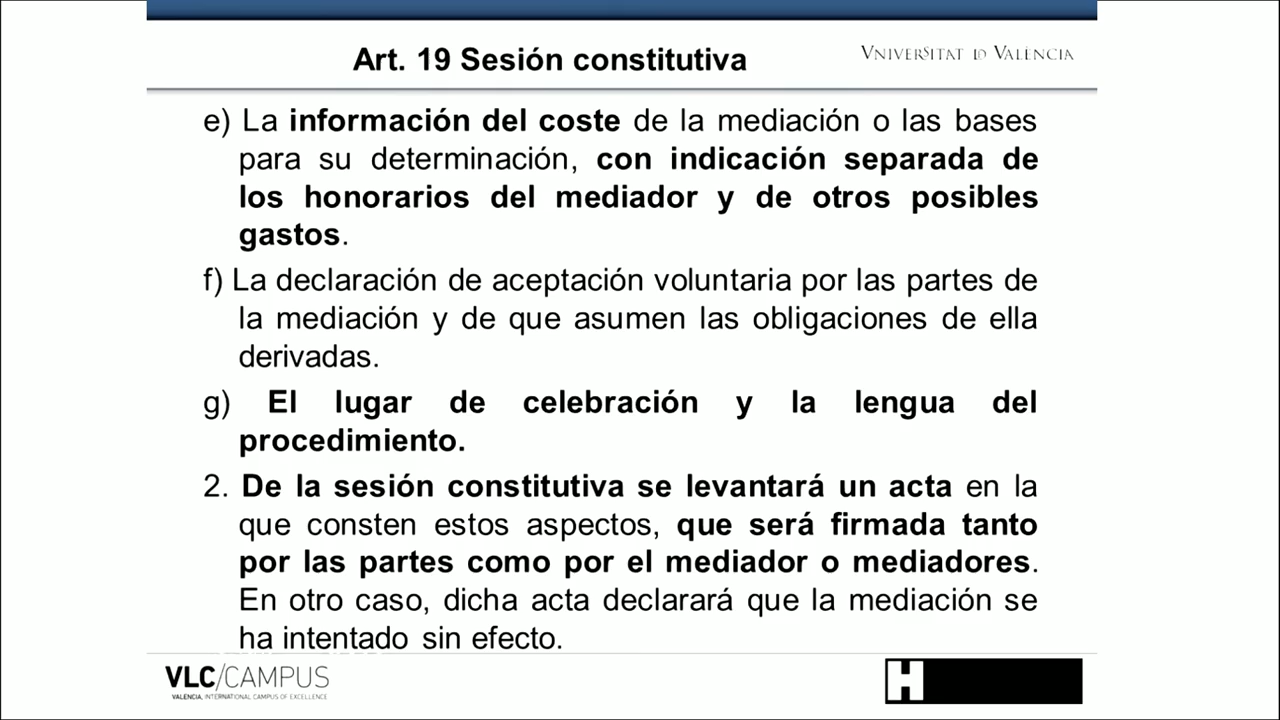 Art. 19 Sesión constitutiva
VNIVERSITAT ID VALÈNCIA
e) La información del coste de la mediación o las bases
para su determinación, con indicación separada de
los honorarios del mediador y de otros posibles
gastos.
f) La declaración de aceptación voluntaria por las partes de
la mediación y de que asumen las obligaciones de ella
derivadas.
g) El lugar de celebración y la lengua del
procedimiento.
2. De la sesión constitutiva se levantará un acta en la
que consten estos aspectos, que será firmada tanto
por las partes como por el mediador o mediadores.
En otro caso, dicha acta declarará que la mediación se
ha intentado sin efecto.
VLC/CAMPUS
VALENCIA, INTERNATIONAL CAMPUS OF EXCELLENCE
H